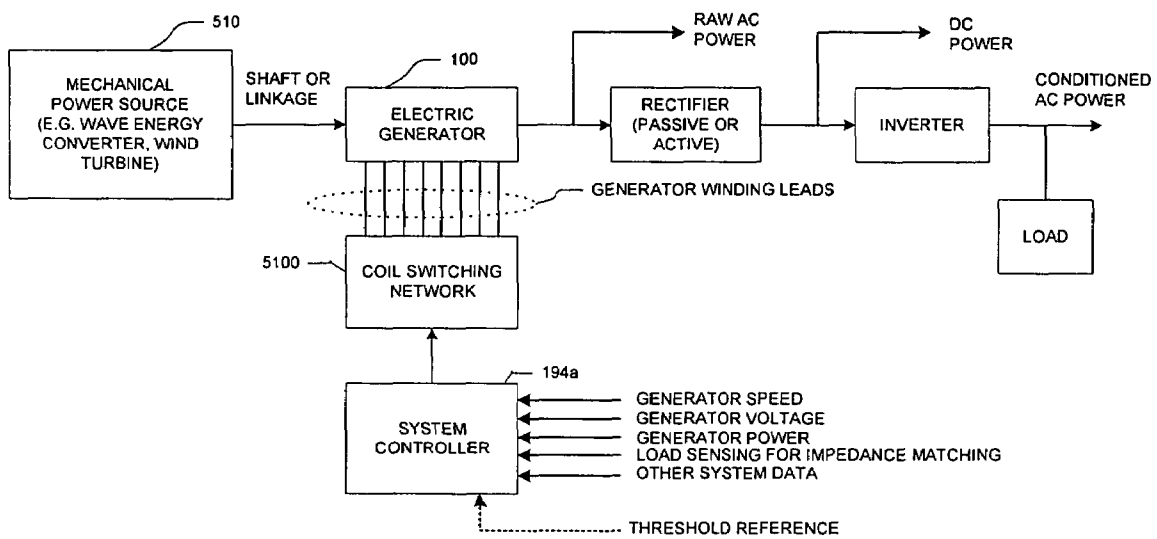 510
MECHANICAL
POWER SOURCE
(E.G. WAVE ENERGY
CONVERTER, WIND
TURBINE)
SHAFT OR
LINKAGE
100
ELECTRIC
GENERATOR
RAW AC
POWER
RECTIFIER
(PASSIVE OR
ACTIVE)
DC
POWER
INVERTER
CONDITIONED
AC POWER
LOAD
GENERATOR WINDING LEADS
5100
COIL SWITCHING
NETWORK
194a
SYSTEM
CONTROLLER
GENERATOR SPEED
GENERATOR VOLTAGE
GENERATOR POWER
LOAD SENSING FOR IMPEDANCE MATCHING
OTHER SYSTEM DATA
THRESHOLD REFERENCE